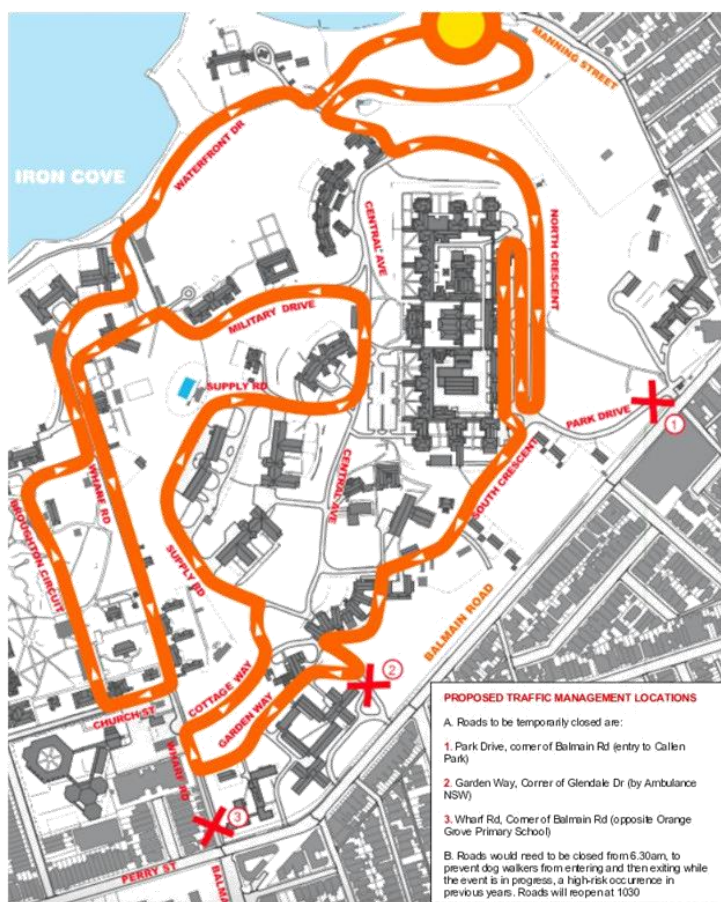 MANNING STREET
WATERFRONT DR
IRON COVE
CENTRAL AVE
NORTH CRESCENT
MILITARY DRIVE
SUPPLY RD
PARK DRIVE
1
WHARF RD
CENTRAL AVE
SOUTH CRESCENT
BROUGHTON CIRCUIT
SUPPLY RD
BALMAIN ROAD
2
COTTAGE WAY
GARDEN WAY
CHURCH ST
WHARF RD
3
PERRY ST
BALMA
PROPOSED TRAFFIC MANAGEMENT LOCATIONS
A. Roads to be temporarily closed are:
1. Park Drive, corner of Balmain Rd (entry to Callen
Park)
2. Garden Way, Corner of Glendale Dr (by Ambulance
NSW)
3. Wharf Rd, Corner of Balmain Rd (opposite Orange
Grove Primary School)
B. Roads would need to be closed from 6.30am, to
prevent dog walkers from entering and then exiting while
the event is in progress, a high-risk occurrence in
previous years. Roads will reopen at 1030